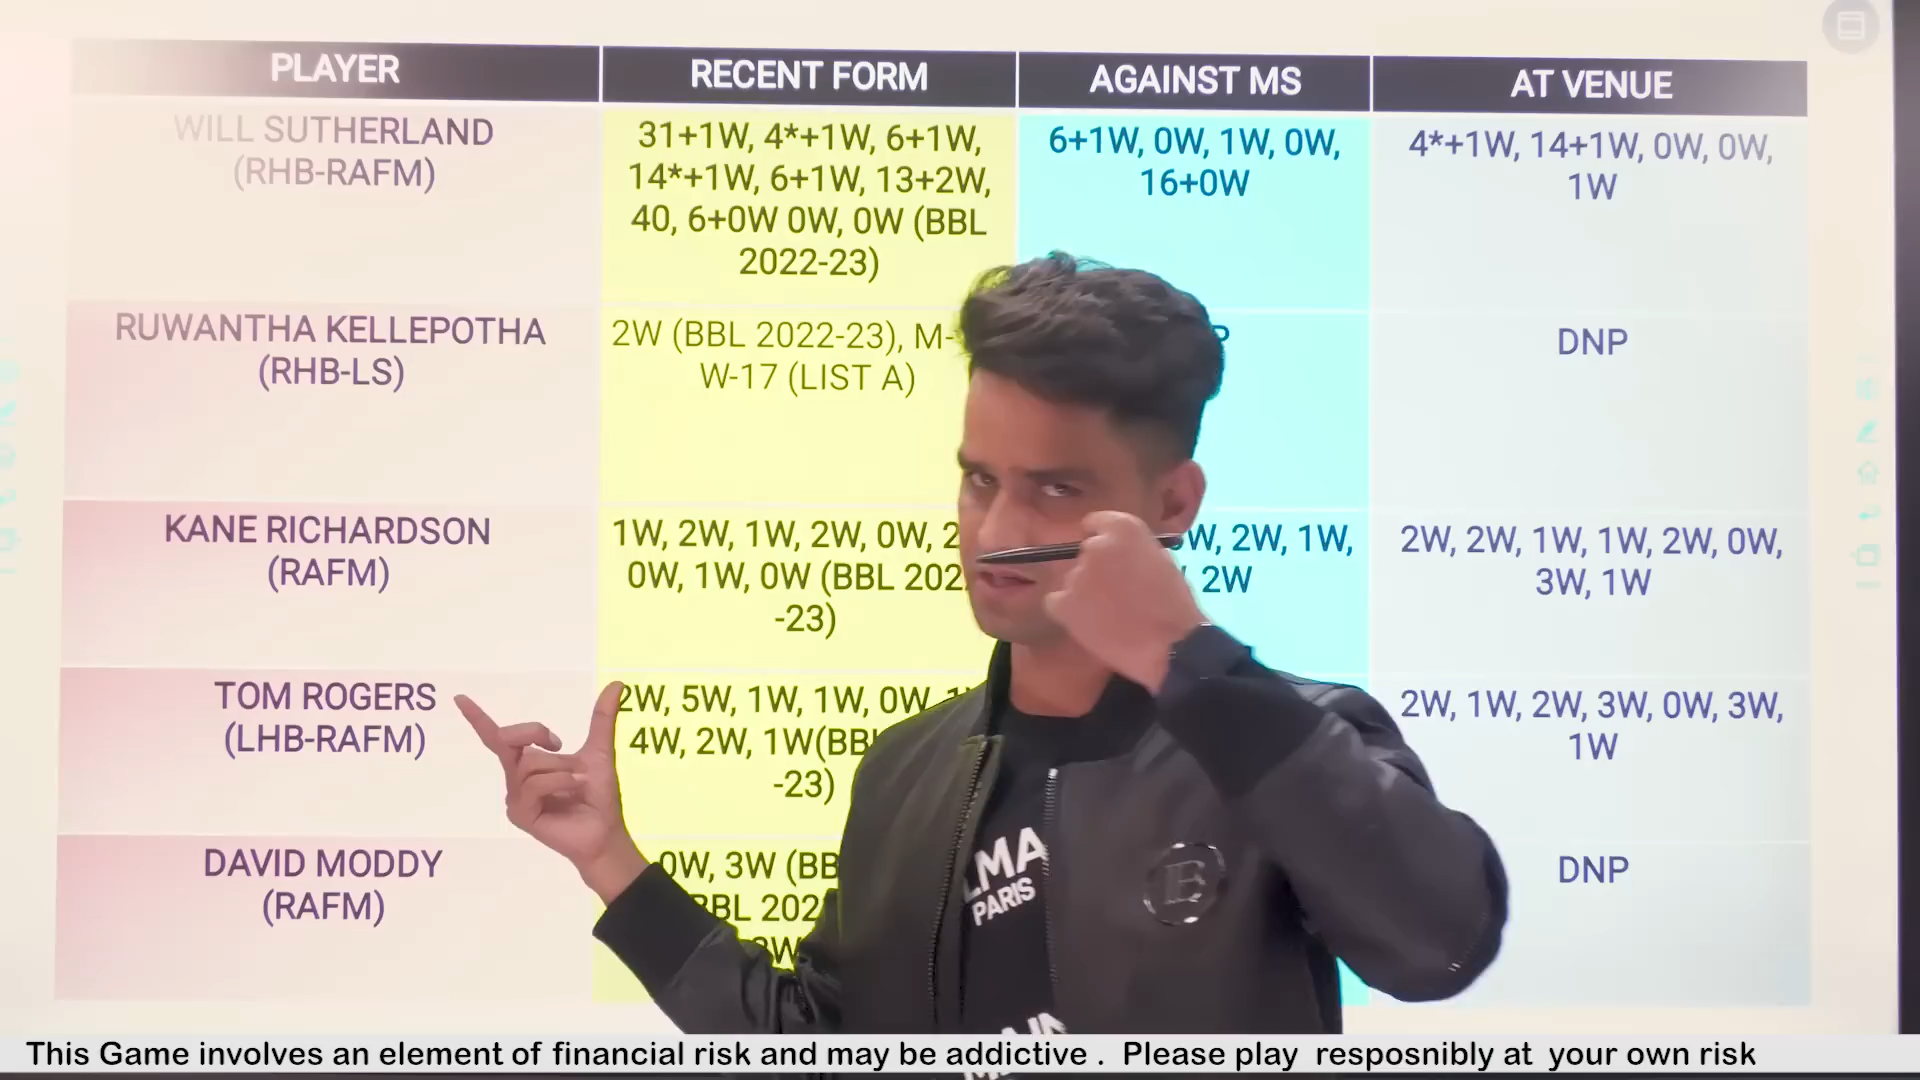 PLAYER
RECENT FORM
AGAINST MS
AT VENUE
WILL SUTHERLAND
(RHB-RAFM)
31+1W, 4*+1W, 6+1W,
14*+1W, 6+1W, 13+2W,
40, 6+0W 0W, 0W (BBL
2022-23)
6+1W, 0W, 1W, 0W,
16+0W
4*+1W, 14+1W, 0W, 0W,
1W
RUWANTHA KELLEPOTHA
(RHB-LS)
2W (BBL 2022-23), M-
W-17 (LIST A)
DNP
KANE RICHARDSON
(RAFM)
1W, 2W, 1W, 2W, 0W,
0W, 1W, 0W (BBL
-23)
2W, 1W,
2W
2W, 2W, 1W, 1W, 2W, 0W,
3W, 1W
TOM ROGERS
(LHB-RAFM)
2W, 5W, 1W, 1W, 0W,
4W, 2W, 1W(BBL
-23)
2W, 1W, 2W, 3W, 0W, 3W,
1W
DAVID MODDY
(RAFM)
0W, 3W
DNP
PARIS
This Game involves an element of financial risk and may be addictive . Please play resposnibly at your own risk